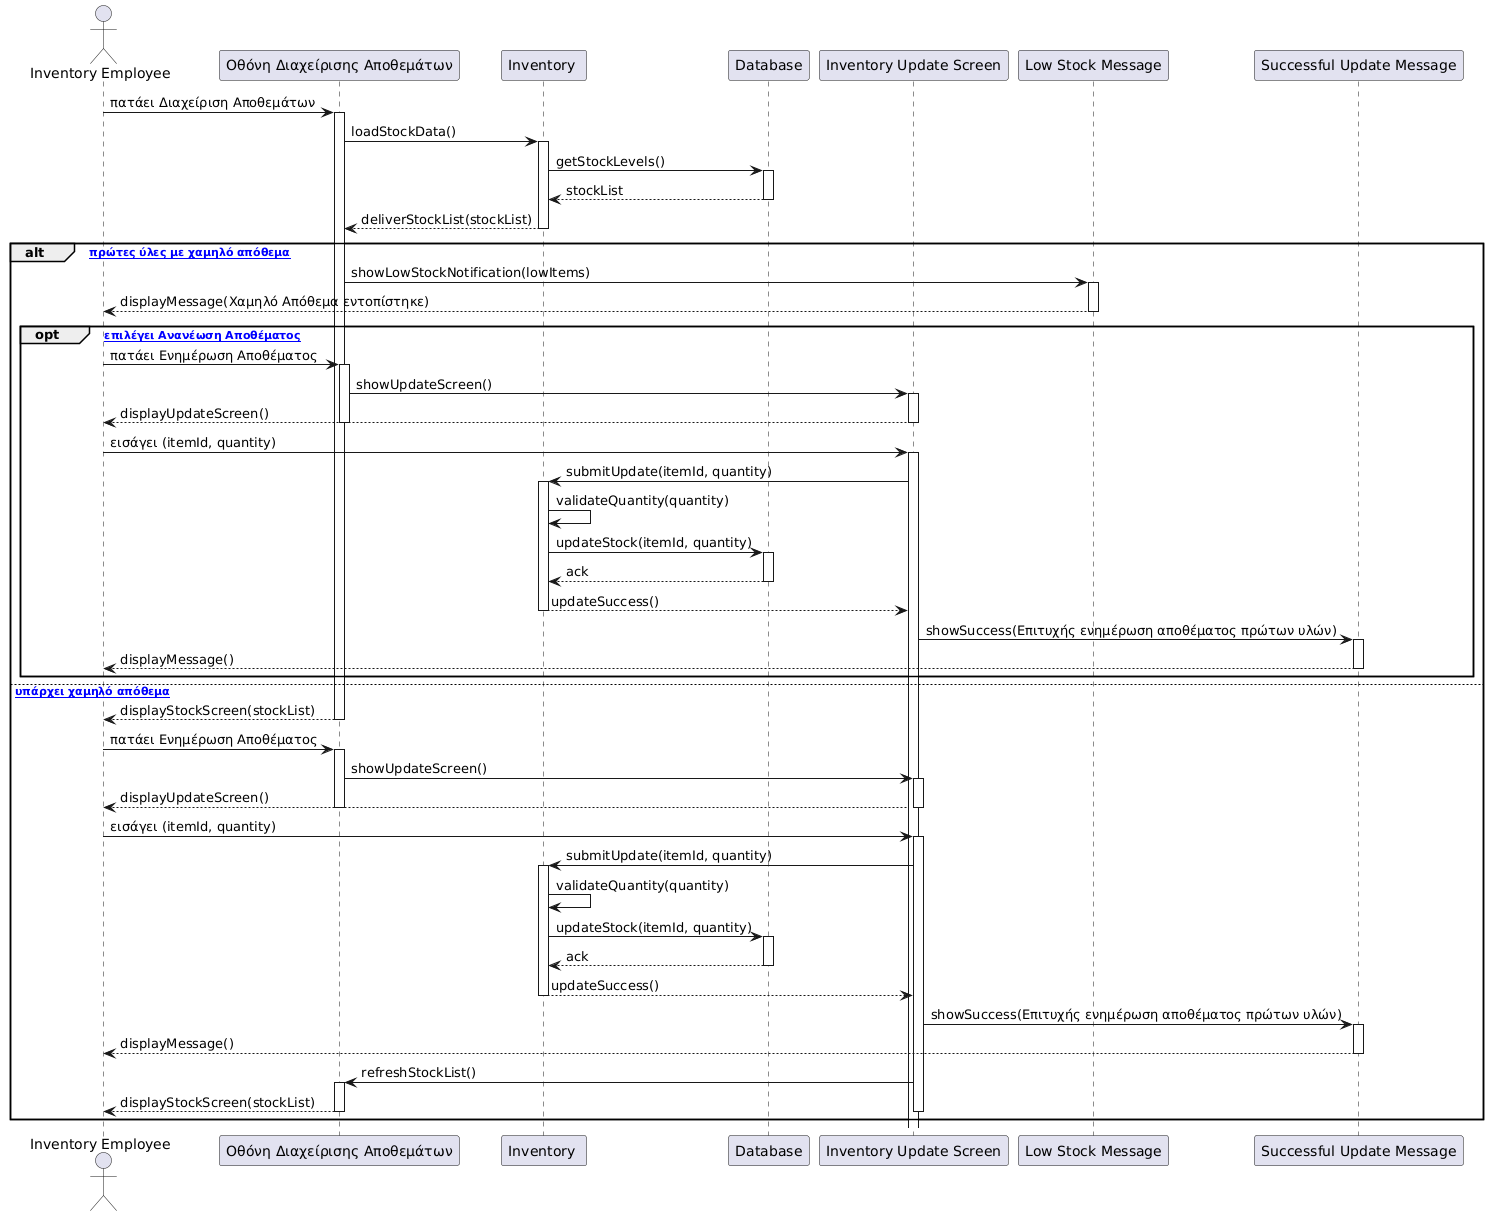 Inventory Employee
Οθόνη Διαχείρισης Αποθεμάτων
Inventory
Database
Inventory Update Screen
Low Stock Message
Successful Update Message
πατάει Διαχείριση Αποθεμάτων
loadStockData()
getStockLevels()
stockList
deliverStockList(stockList)
alt
πρώτες ύλες με χαμηλό απόθεμα
showLowStockNotification(lowItems)
displayMessage(Χαμηλό Απόθεμα εντοπίστηκε)
opt
επιλέγει Ανανέωση Αποθέματος
πατάει Ενημέρωση Αποθέματος
showUpdateScreen()
displayUpdateScreen()
εισάγει (itemId, quantity)
submitUpdate(itemId, quantity)
validateQuantity(quantity)
updateStock(itemId, quantity)
ack
updateSuccess()
showSuccess(Επιτυχής ενημέρωση αποθέματος πρώτων υλών)
displayMessage()
υπάρχει χαμηλό απόθεμα
displayStockScreen(stockList)
πατάει Ενημέρωση Αποθέματος
showUpdateScreen()
displayUpdateScreen()
εισάγει (itemId, quantity)
submitUpdate(itemId, quantity)
validateQuantity(quantity)
updateStock(itemId, quantity)
ack
updateSuccess()
showSuccess(Επιτυχής ενημέρωση αποθέματος πρώτων υλών)
displayMessage()
refreshStockList()
displayStockScreen(stockList)
Inventory Employee
Οθόνη Διαχείρισης Αποθεμάτων
Inventory
Database
Inventory Update Screen
Low Stock Message
Successful Update Message